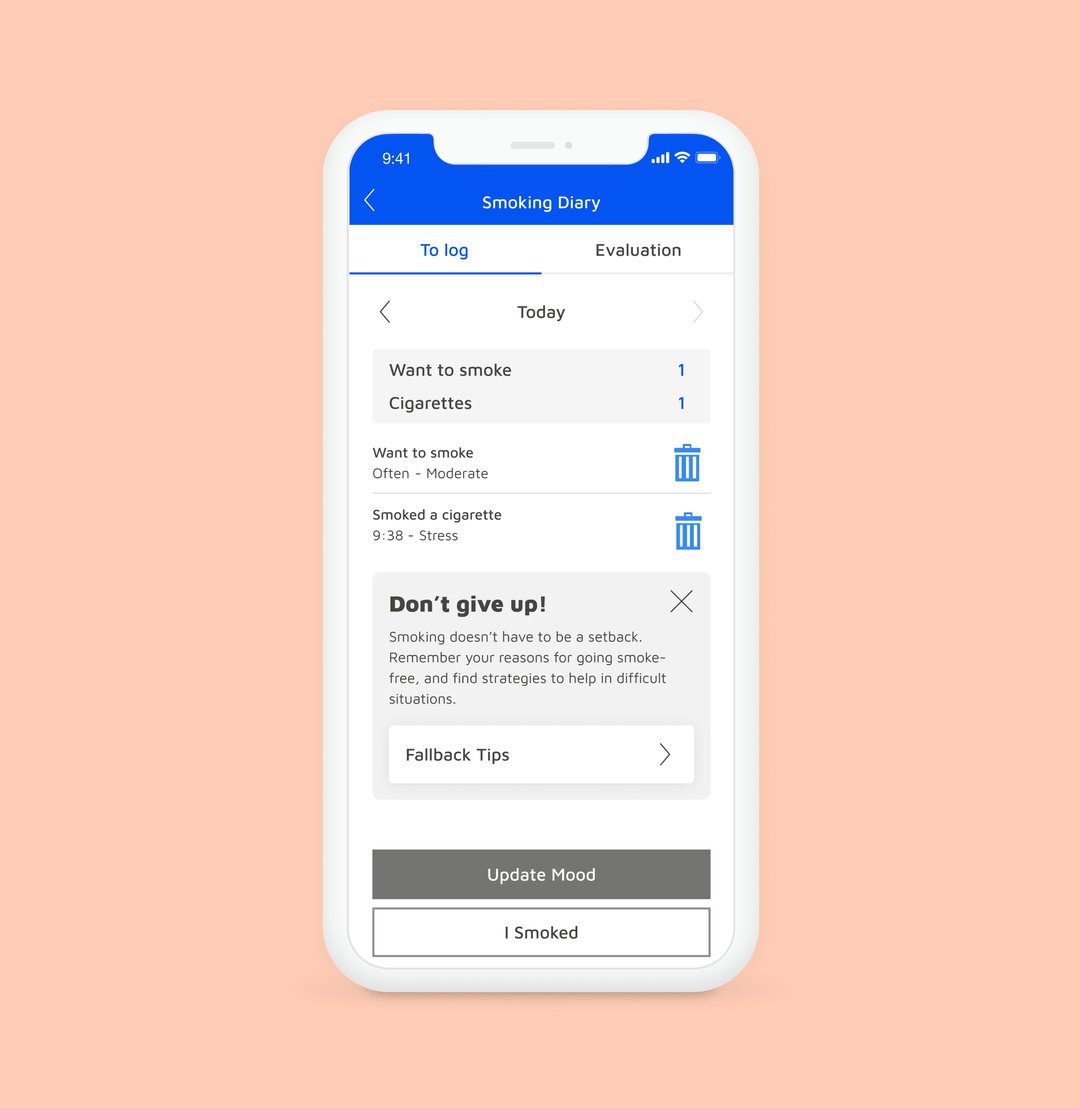 9:41
Smoking Diary
To log
Evaluation
Today
Want to smoke 1
Cigarettes 1
Want to smoke
Often - Moderate
Smoked a cigarette
9:38 - Stress
Don’t give up!
Smoking doesn’t have to be a setback.
Remember your reasons for going smoke-
free, and find strategies to help in difficult
situations.
Fallback Tips
Update Mood
I Smoked